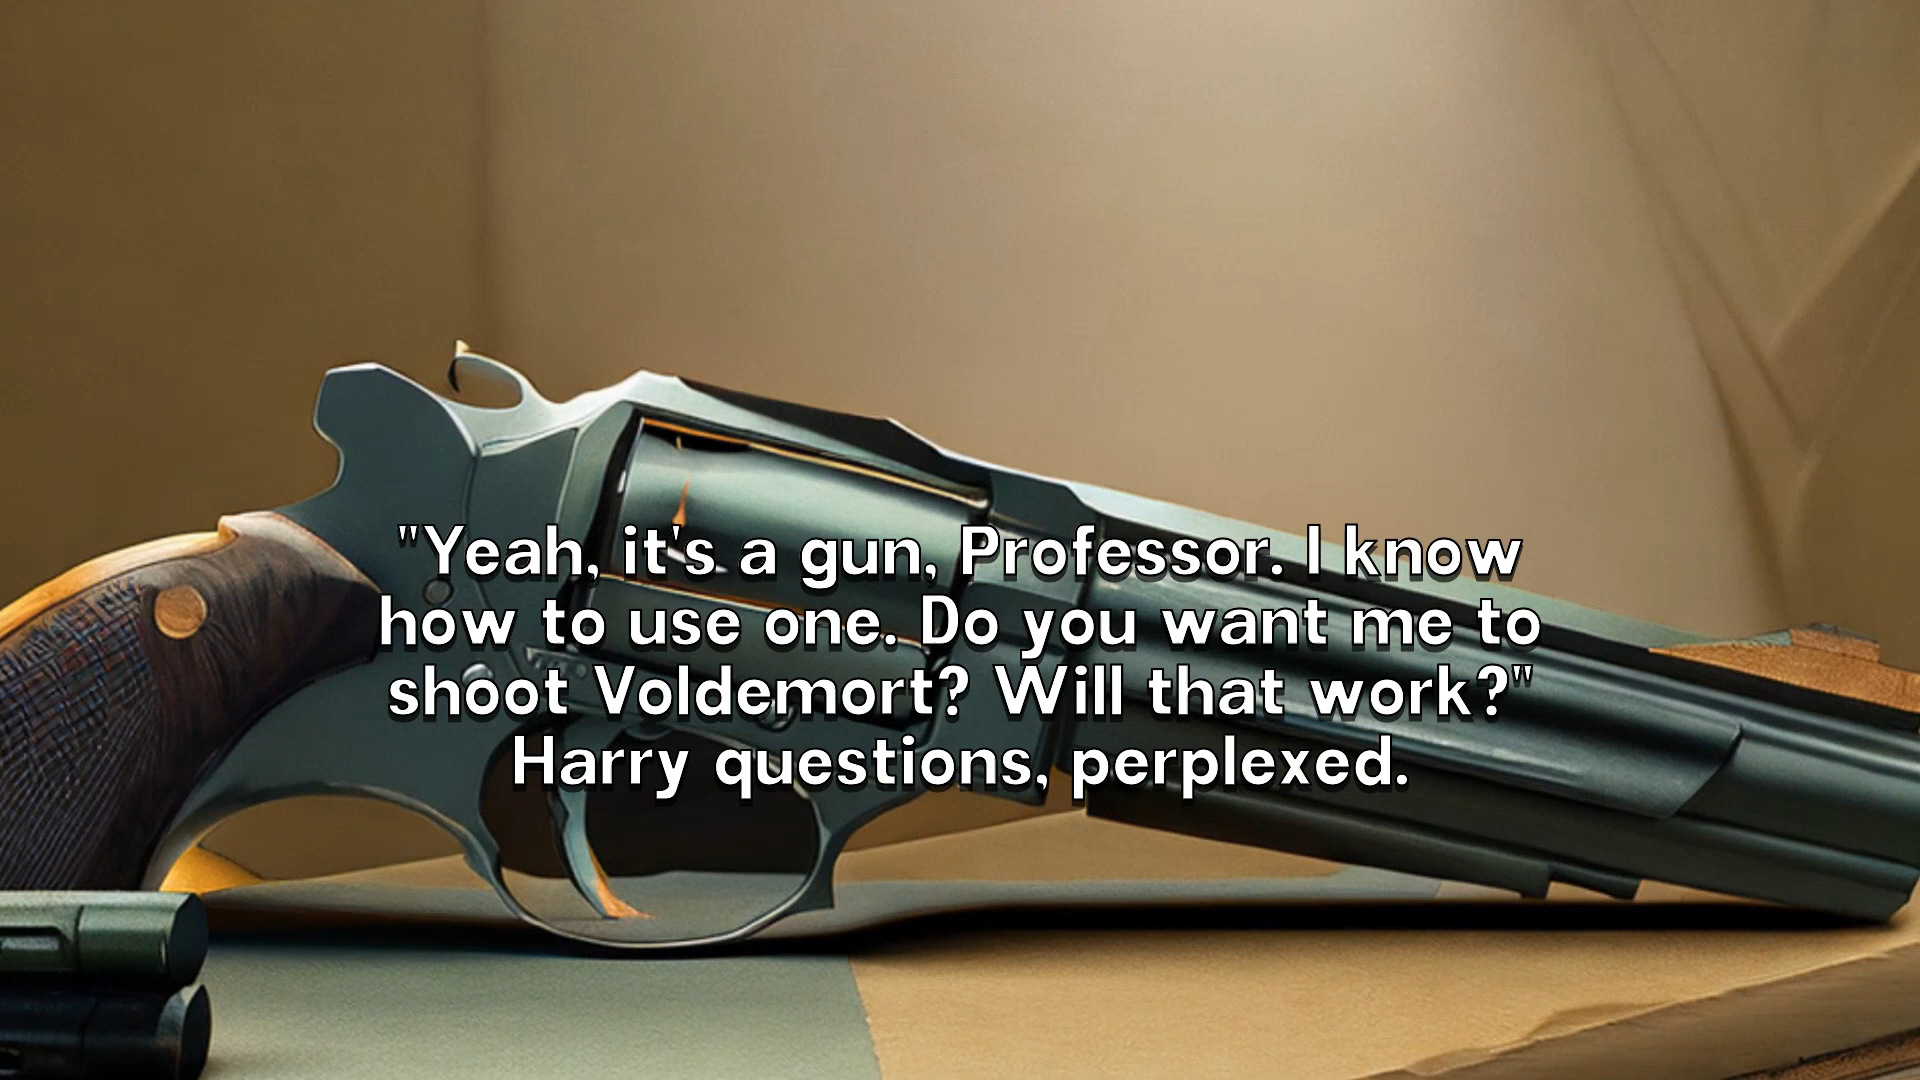 "Yeah, it's a gun, Professor. I know
how to use one. Do you want me to
shoot Voldemort? Will that work?"
Harry questions, perplexed.